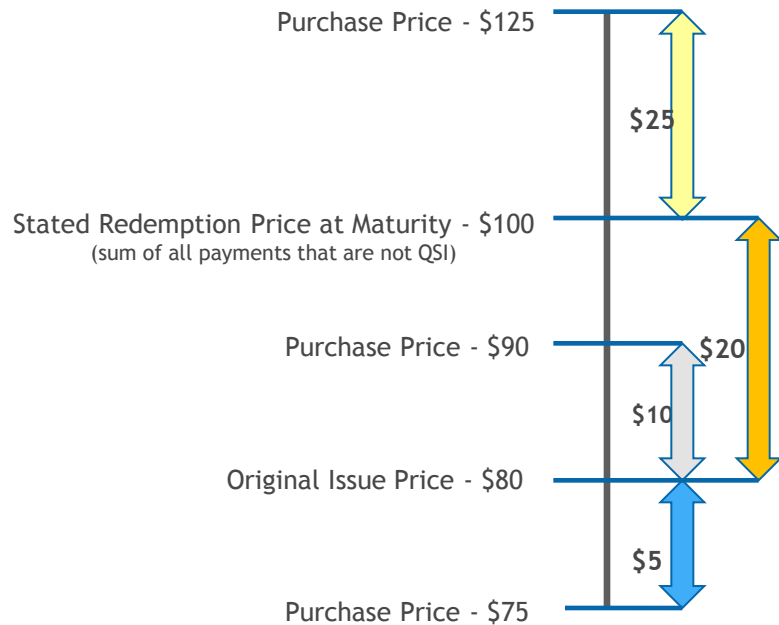 Purchase Price - $125
$25
Stated Redemption Price at Maturity - $100
(sum of all payments that are not QSI)
Purchase Price - $90
$20
$10
Original Issue Price - $80
$5
Purchase Price - $75